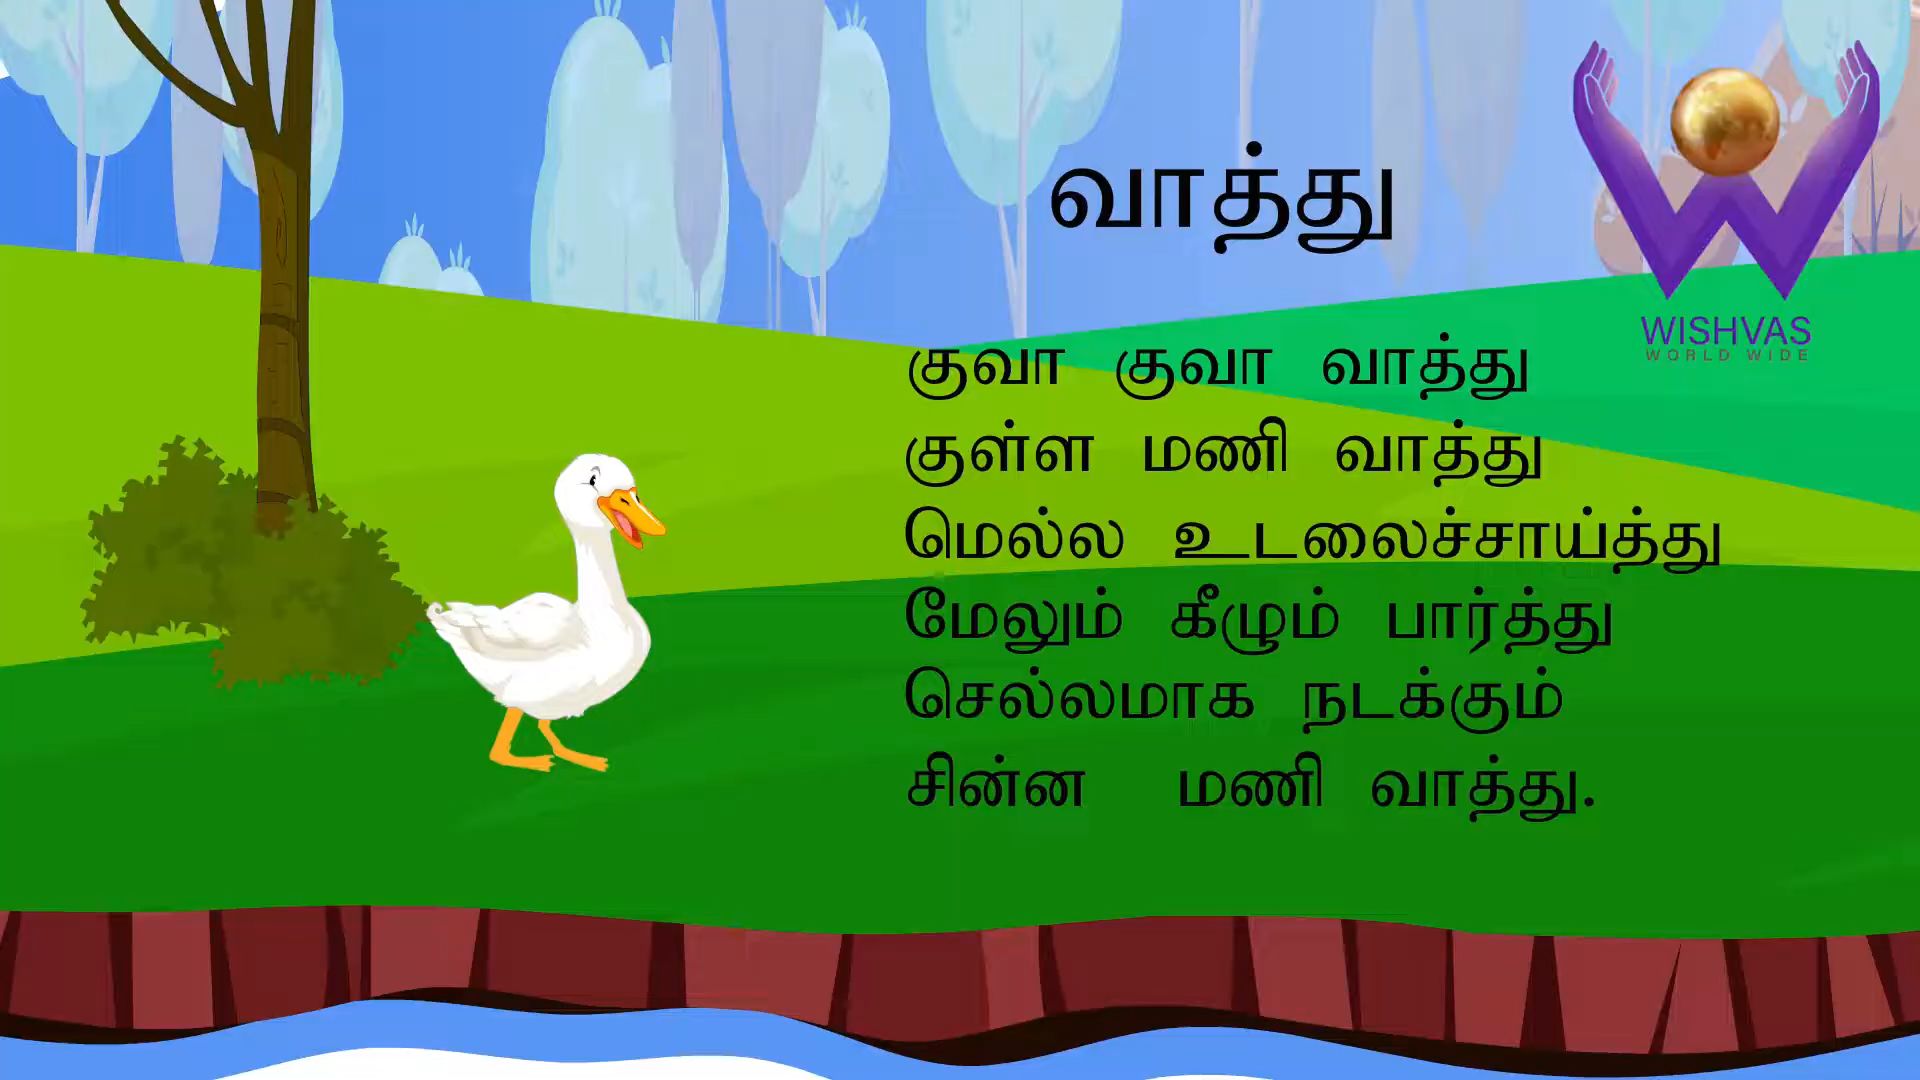 வாத்து
WISHVAS
WORLD WIDE
குவா குவா வாத்து
குள்ள மணி வாத்து
மெல்ல உடலைச்சாய்த்து
மேலும் கீழும் பார்த்து
செல்லமாக நடக்கும்
சின்ன மணி வாத்து.